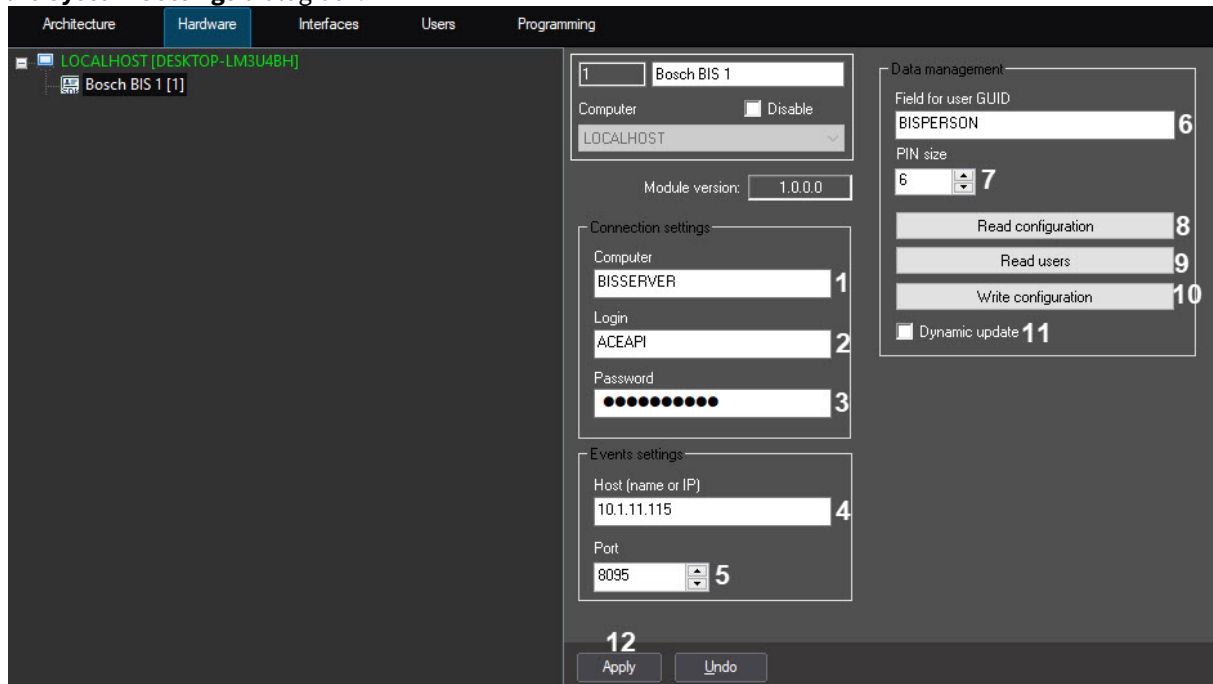 Architecture Hardware Interfaces Users Programming
LOCALHOST [DESKTOP-LM3U4BH]
Bosch BIS 1 [1]
1 Bosch BIS 1
Computer Disable
LOCALHOST
Module version: 1.0.0.0
Connection settings
Computer
BISSERVER 1
Login
ACEAPI 2
Password
●●●●●●●●●● 3
Events settings
Host (name or IP)
10.1.11.115 4
Port
8095 5
Data management
Field for user GUID
BISPERSON 6
PIN size
6 7
Read configuration 8
Read users 9
Write configuration 10
Dynamic update 11
12
Apply Undo